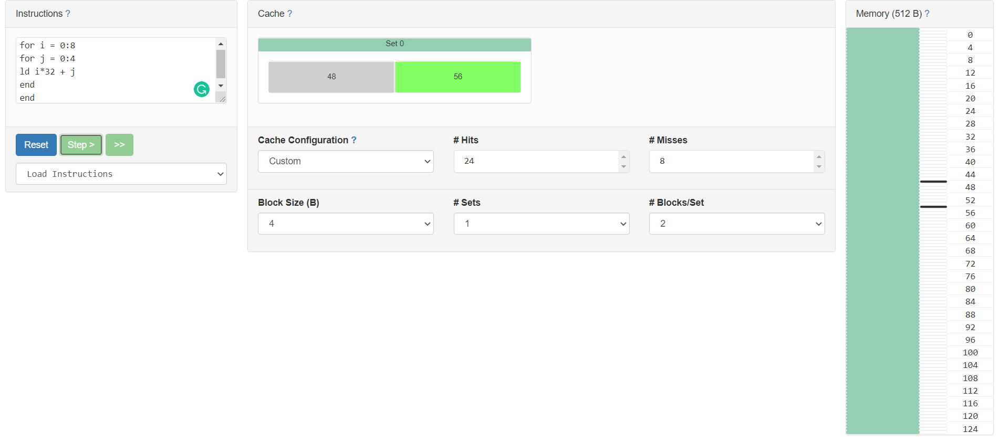 Instructions ?
for i = 0:8
for j = 0:4
ld i*32 + j
end
end
Reset
Step >
>>
Load Instructions
Cache ?
Set 0
48
56
Cache Configuration ?
Custom
# Hits
24
# Misses
8
Block Size (B)
4
# Sets
1
# Blocks/Set
2
Memory (512 B) ?
0
4
8
12
16
20
24
28
32
36
40
44
48
52
56
60
64
68
72
76
80
84
88
92
96
100
104
108
112
116
120
124